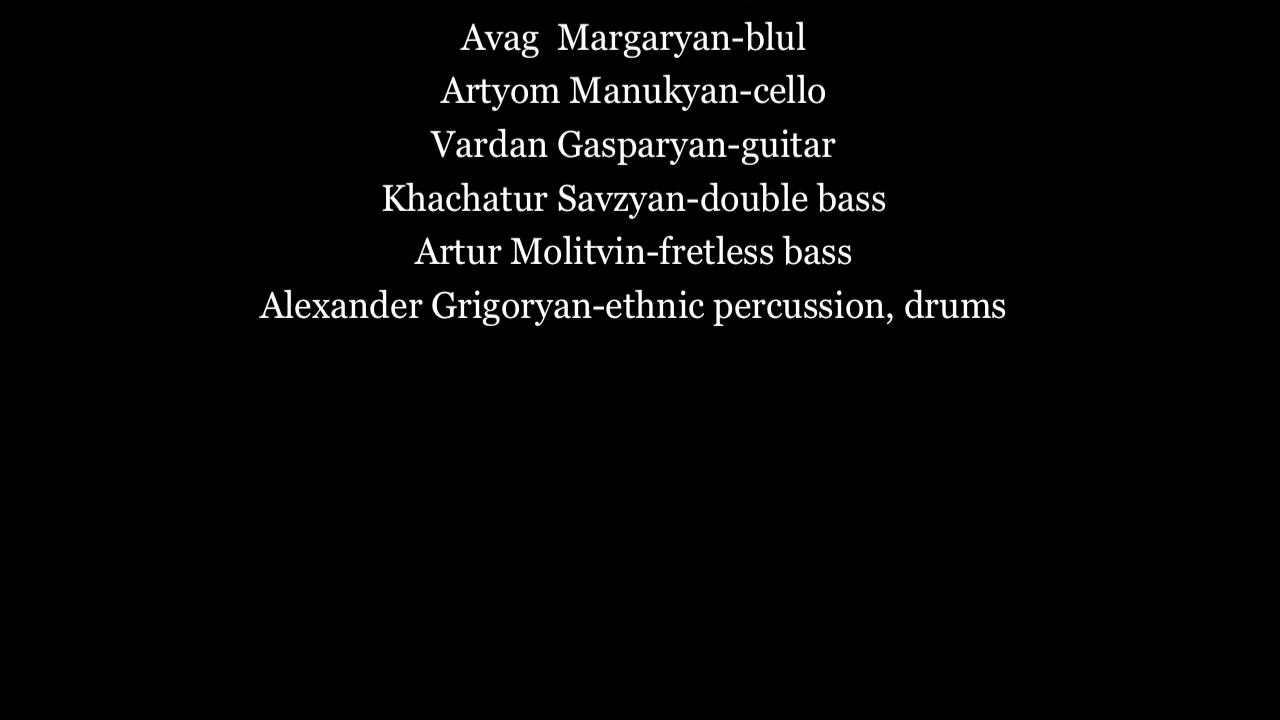 Avag  Margaryan-blul
Artyom Manukyan-cello
Vardan Gasparyan-guitar
Khachatur Savzyan-double bass
Artur Molitvin-fretless bass
Alexander Grigoryan-ethnic percussion, drums